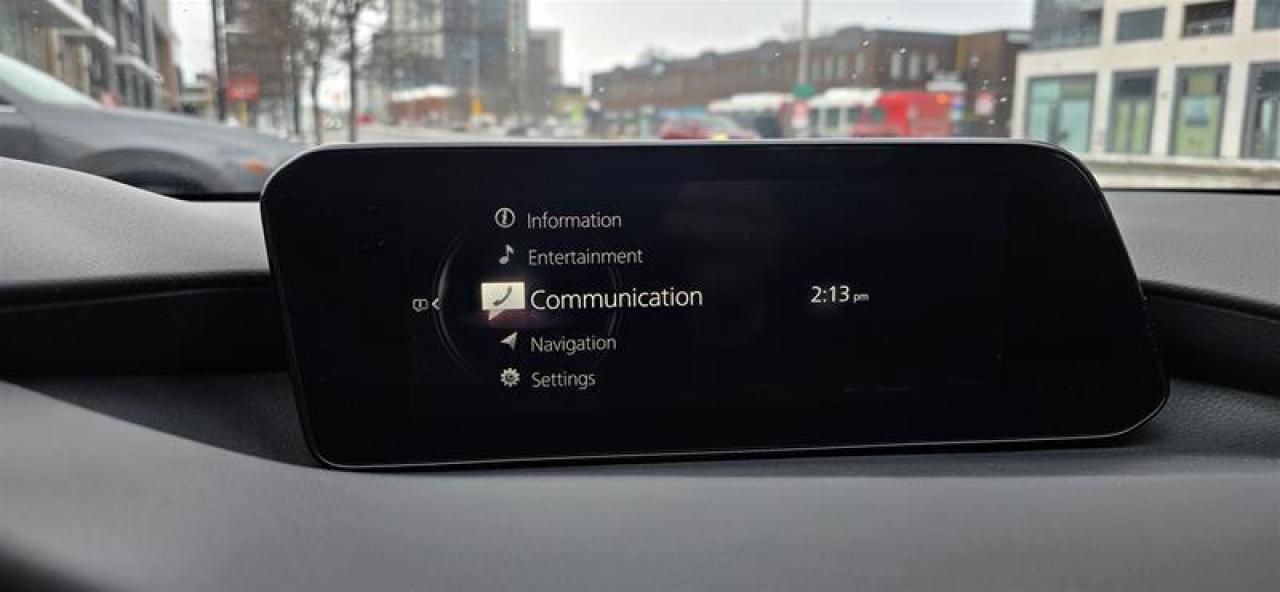 Information
Entertainment
Communication
2:13 pm
Navigation
Settings